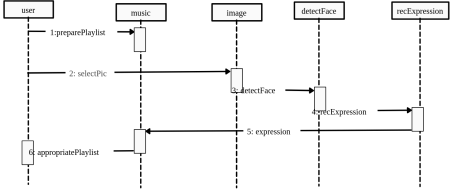 user
music
image
detectFace
recExpression
1:preparePlaylist
2: selectPic
3: detectFace
4: recExpression
5: expression
6: appropriatePlaylist